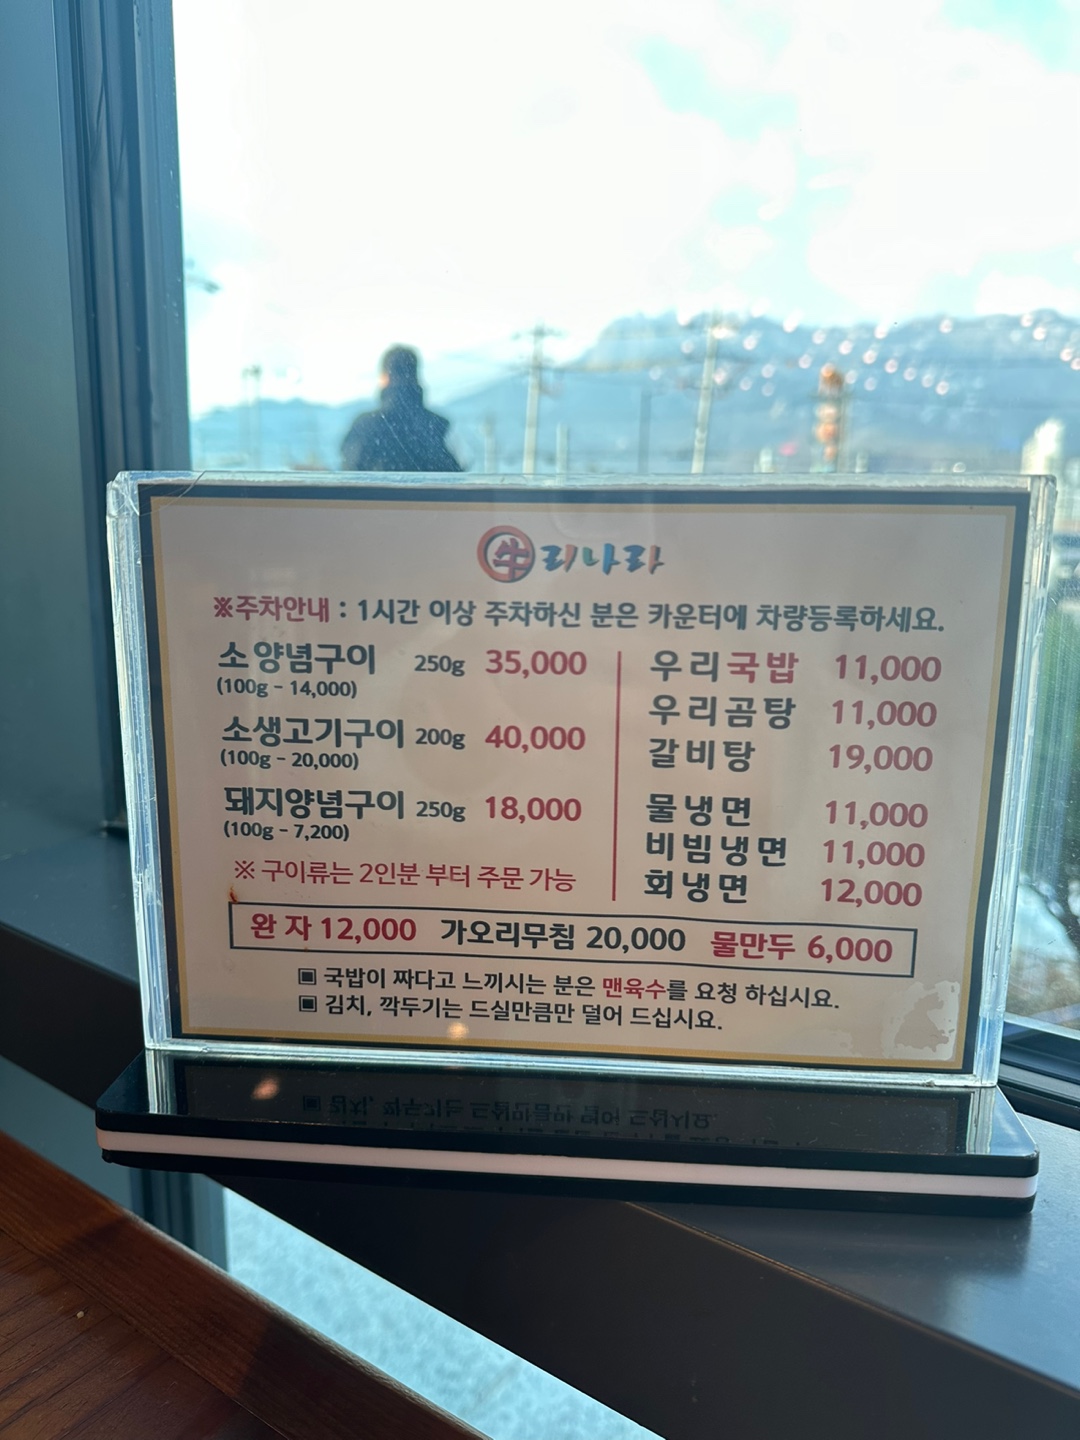 牛리나라
※주차안내 : 1시간 이상 주차하신 분은 카운터에 차량등록하세요.
소양념구이 250g 35,000
(100g - 14,000)
소생고기구이 200g 40,000
(100g - 20,000)
돼지양념구이 250g 18,000
(100g - 7,200)
※ 구이류는 2인분 부터 주문 가능
우리국밥 11,000
우리곰탕 11,000
갈비탕 19,000
물냉면 11,000
비빔냉면 11,000
회냉면 12,000
완자 12,000 가오리무침 20,000 물만두 6,000
▣ 국밥이 짜다고 느끼시는 분은 맨육수를 요청 하십시요.
▣ 김치, 깍두기는 드실만큼만 덜어 드십시요.